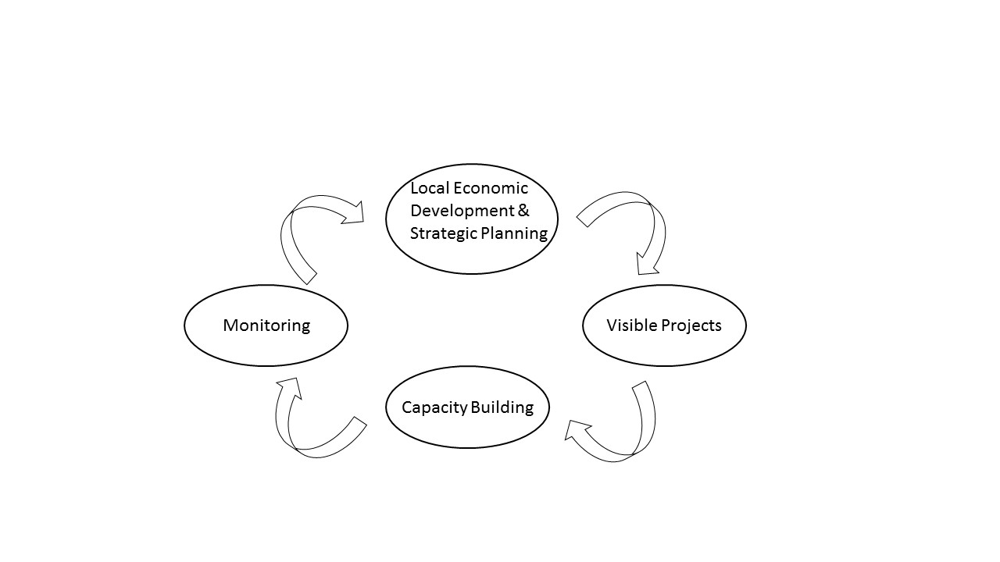 Local Economic
Development &
Strategic Planning
Monitoring
Visible Projects
Capacity Building